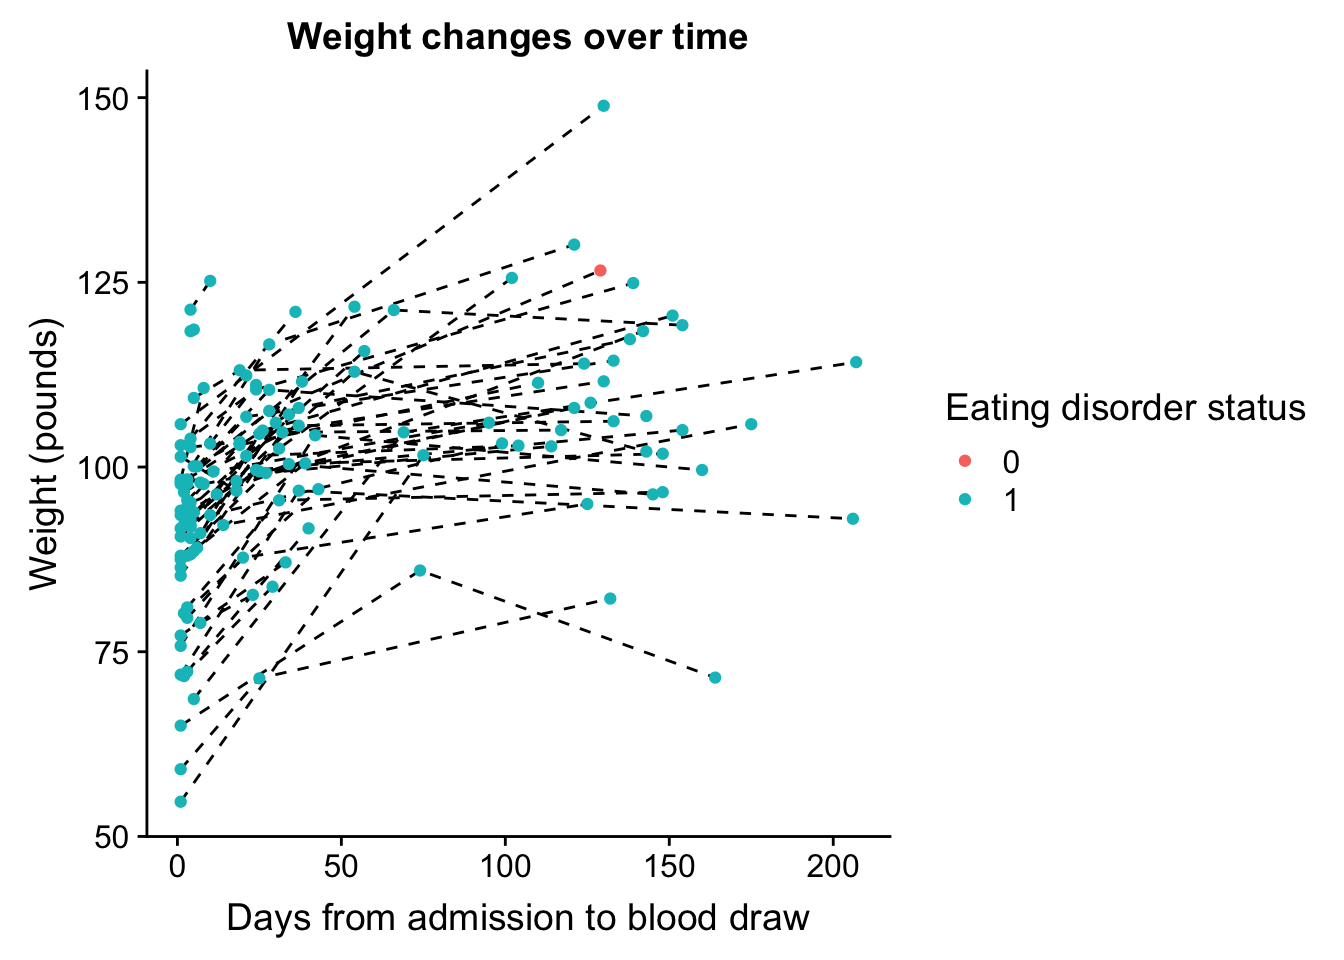 Weight changes over time
150
125
100
75
50
Weight (pounds)
0 50 100 150 200
Days from admission to blood draw
Eating disorder status
0
1